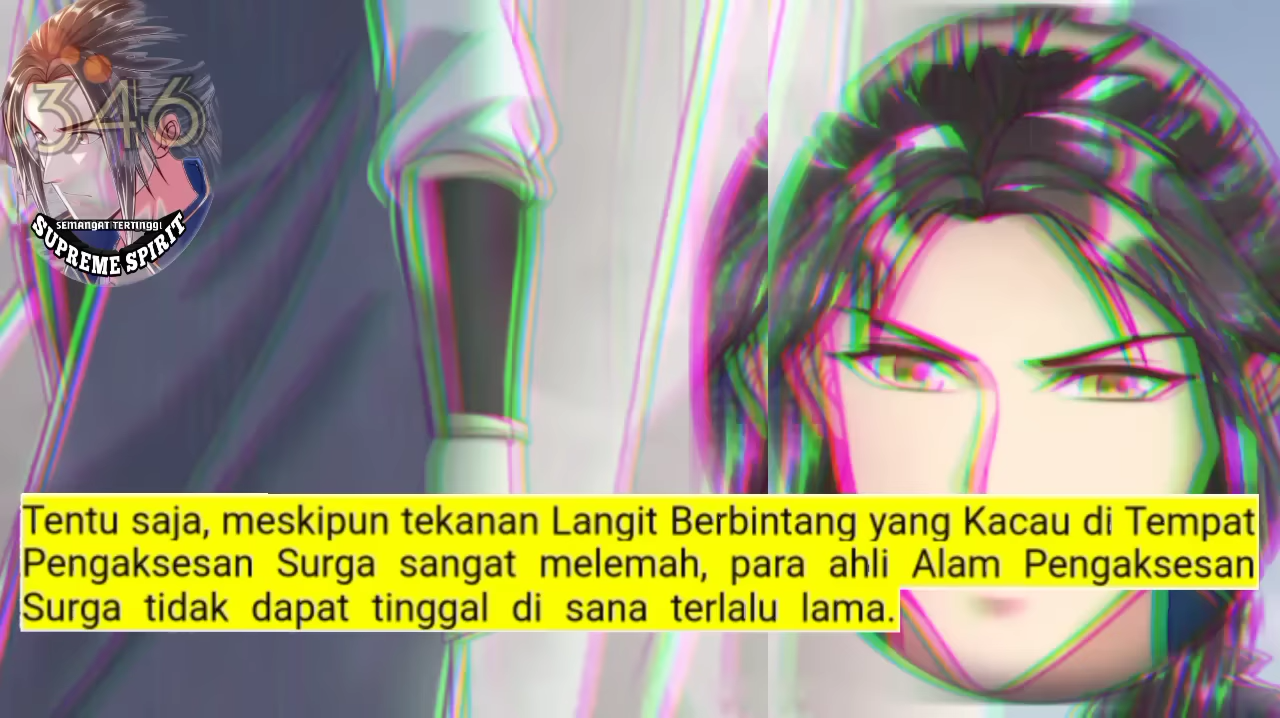 346
SEMANGAT TERTINGGI
SUPREME SPIRIT
Tentu saja, meskipun tekanan Langit Berbintang yang Kacau di Tempat
Pengaksesan Surga sangat melemah, para ahli Alam Pengaksesan
Surga tidak dapat tinggal di sana terlalu lama.